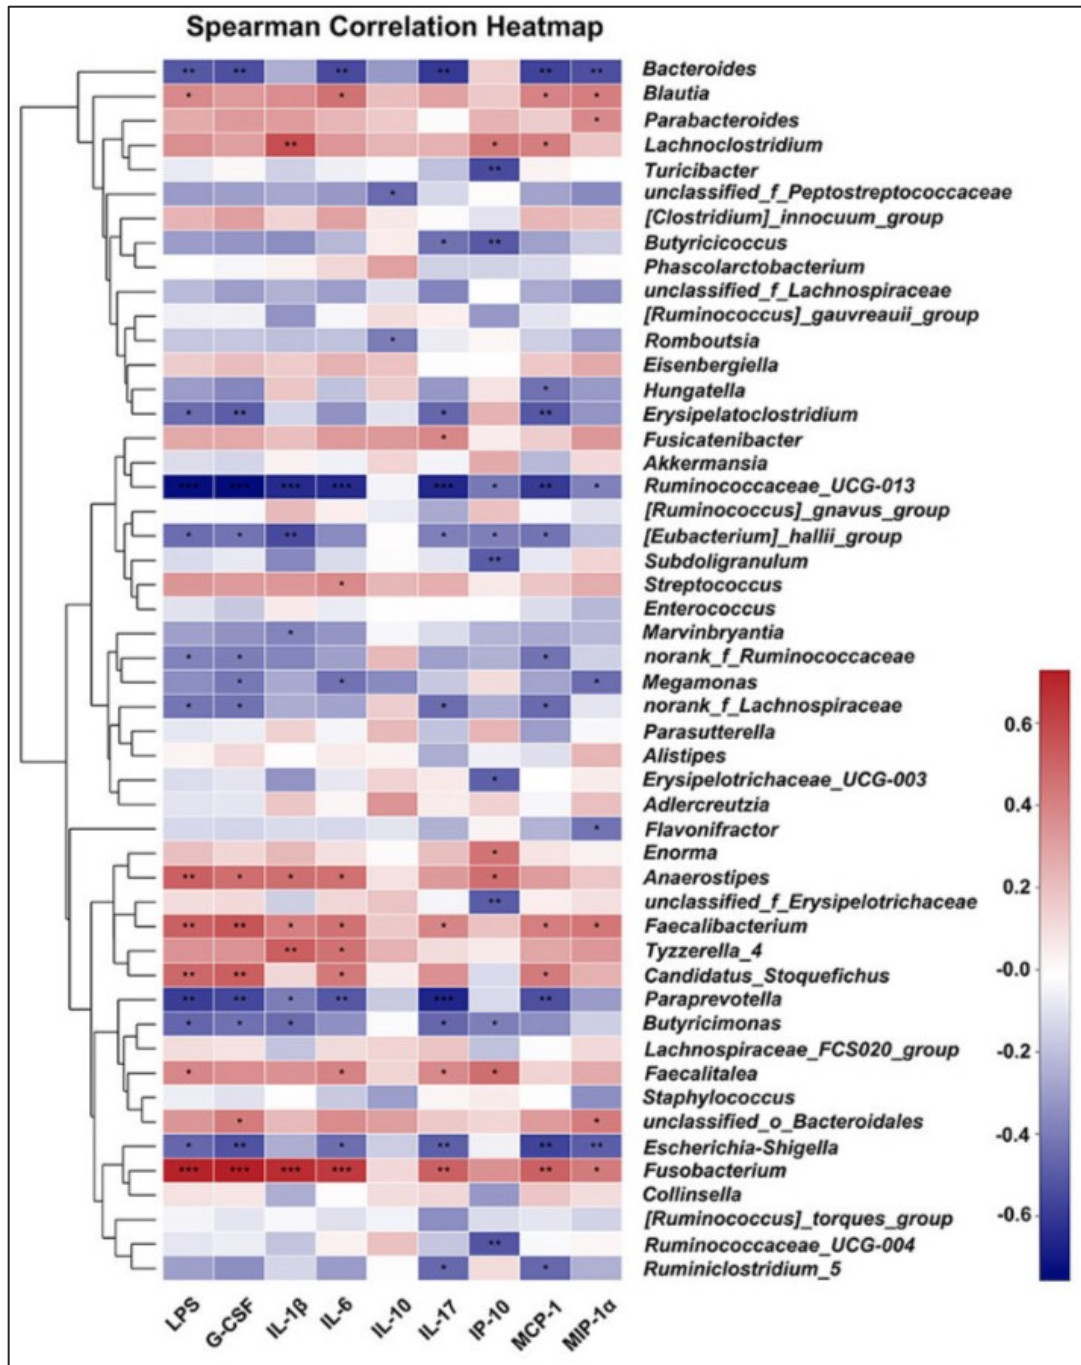 Spearman Correlation Heatmap
** ** ** ** ** ** Bacteroides
* * * * Blautia
* Parabacteroides
** * * Lachnoclostridium
** Turicibacter
* unclassified_f_Peptostreptococcaceae
[Clostridium]_innocuum_group
* ** Butyricicoccus
Phascolarctobacterium
unclassified_f_Lachnospiraceae
[Ruminococcus]_gauvreauii_group
* Romboutsia
Eisenbergiella
* Hungatella
* ** * ** Erysipelatoclostridium
* Fusicatenibacter
Akkermansia
*** *** *** *** *** * ** * Ruminococcaceae_UCG-013
[Ruminococcus]_gnavus_group
* * ** * * * [Eubacterium]_hallii_group
** Subdoligranulum
* Streptococcus
Enterococcus
* Marvinbryantia
* * * norank_f_Ruminococcaceae
* * * Megamonas
* * * * norank_f_Lachnospiraceae
Parasutterella
Alistipes
* Erysipelotrichaceae_UCG-003
Adlercreutzia
* Flavonifractor
* Enorma
** * * * * Anaerostipes
** unclassified_f_Erysipelotrichaceae
** ** * * * * * Faecalibacterium
** * Tyzzerella_4
** ** * * Candidatus_Stoquefichus
** ** * ** *** ** Paraprevotella
* * * * * Butyricimonas
Lachnospiraceae_FCS020_group
* * * * Faecalitalea
Staphylococcus
* * unclassified_o_Bacteroidales
* ** * ** ** ** Escherichia-Shigella
*** *** *** *** ** ** * Fusobacterium
Collinsella
[Ruminococcus]_torques_group
** Ruminococcaceae_UCG-004
* * Ruminiclostridium_5
LPS G-CSF IL-1β IL-6 IL-10 IL-17 IP-10 MCP-1 MIP-1α
0.6
0.4
0.2
-0.0
-0.2
-0.4
-0.6